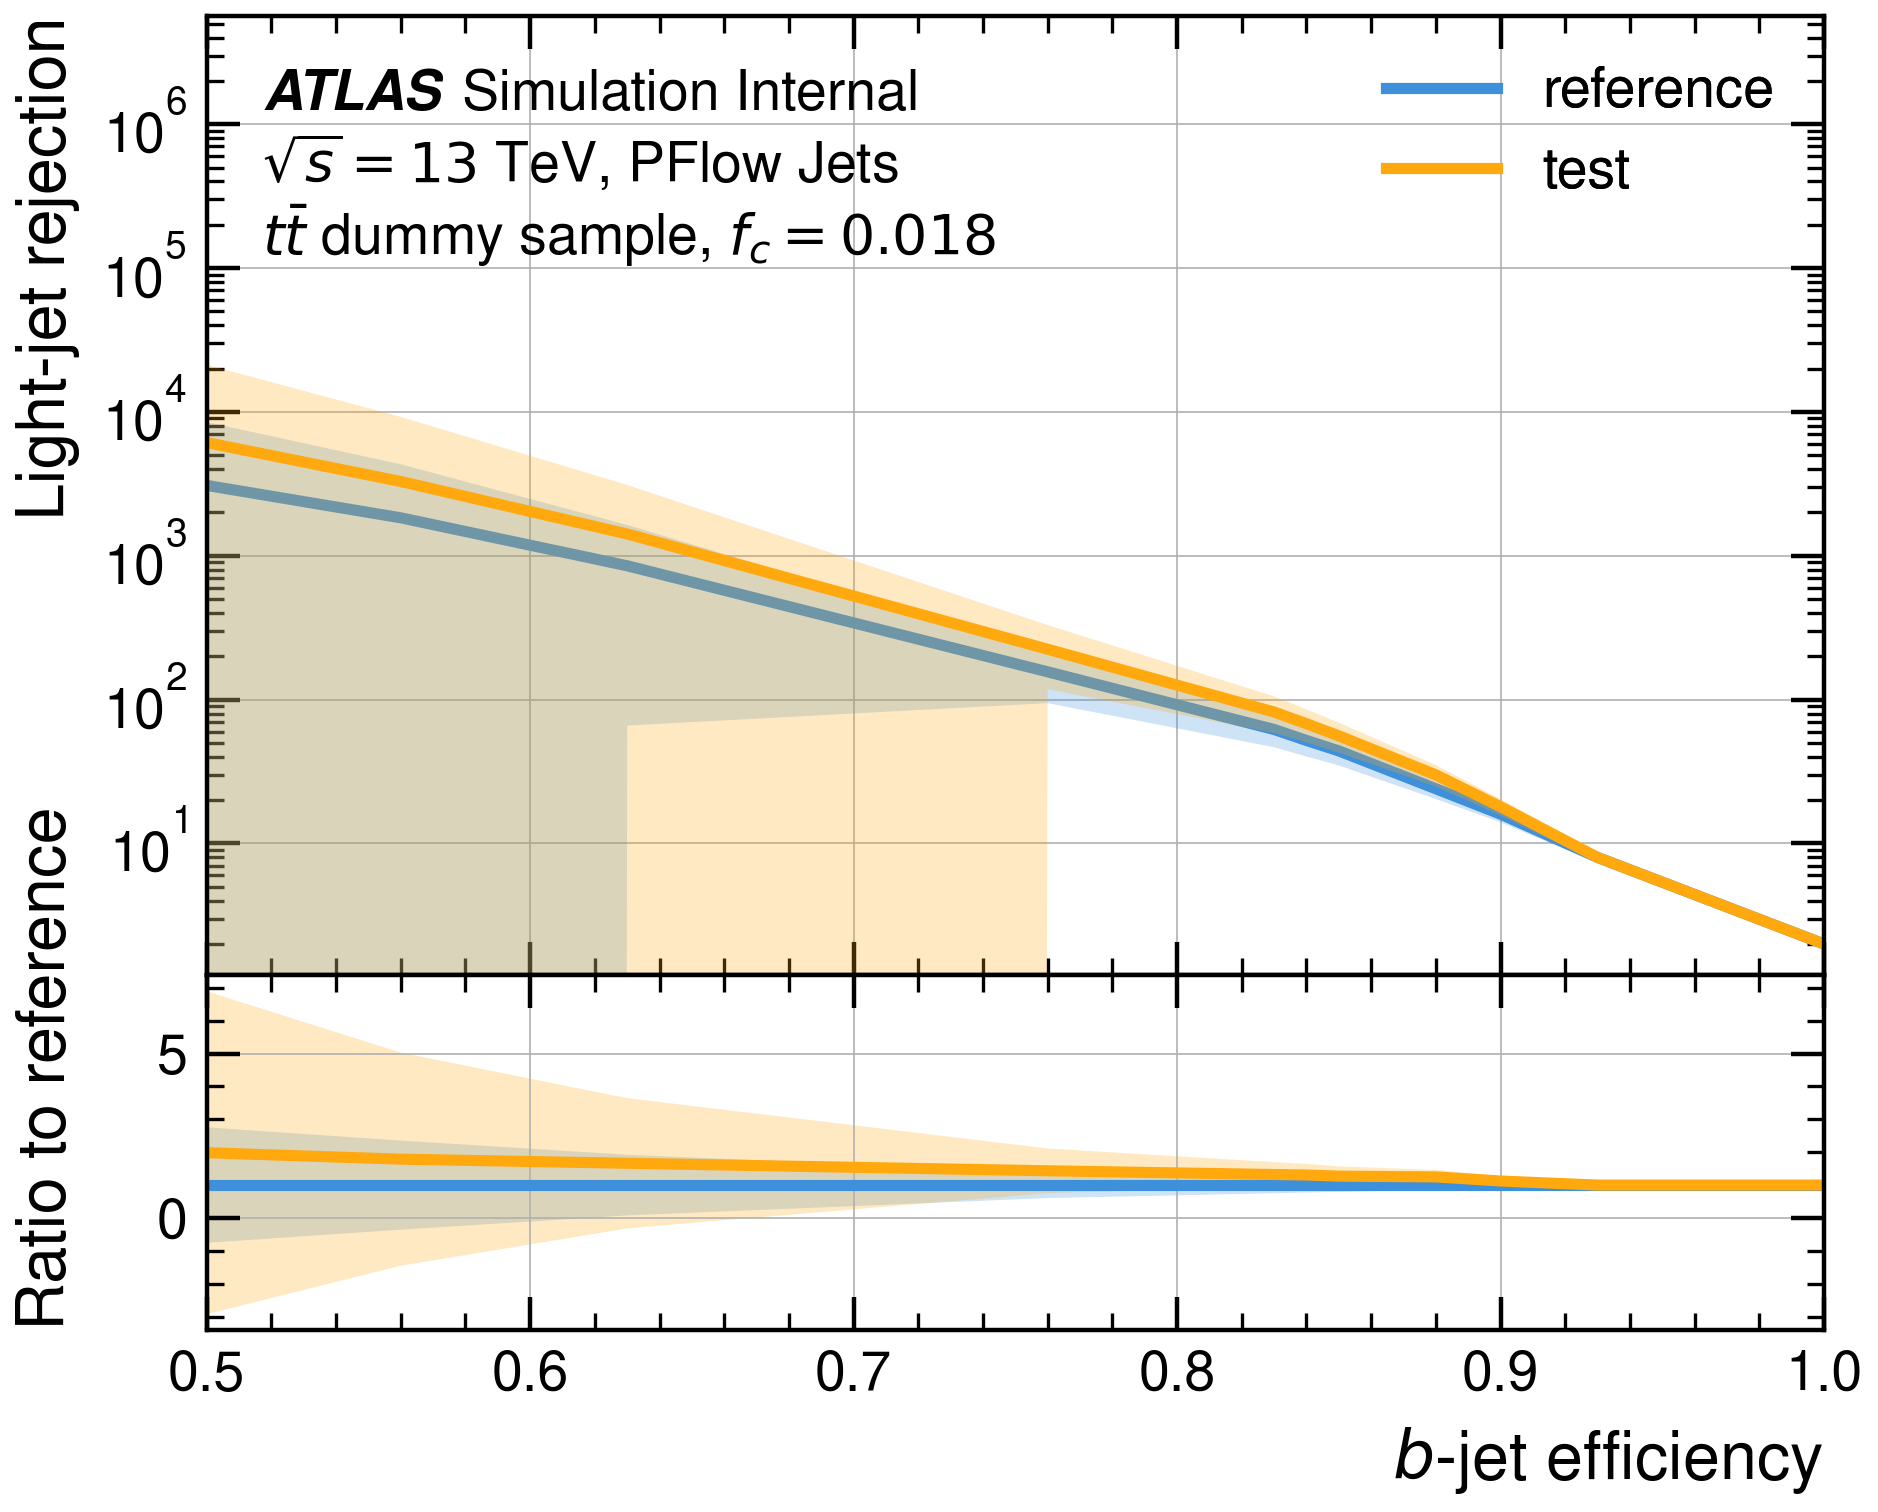 ATLAS Simulation Internal
√s = 13 TeV, PFlow Jets
tt̄ dummy sample, f_c = 0.018
reference
test
Light-jet rejection
10^6
10^5
10^4
10^3
10^2
10^1
Ratio to reference
5
0
0.5 0.6 0.7 0.8 0.9 1.0
b-jet efficiency